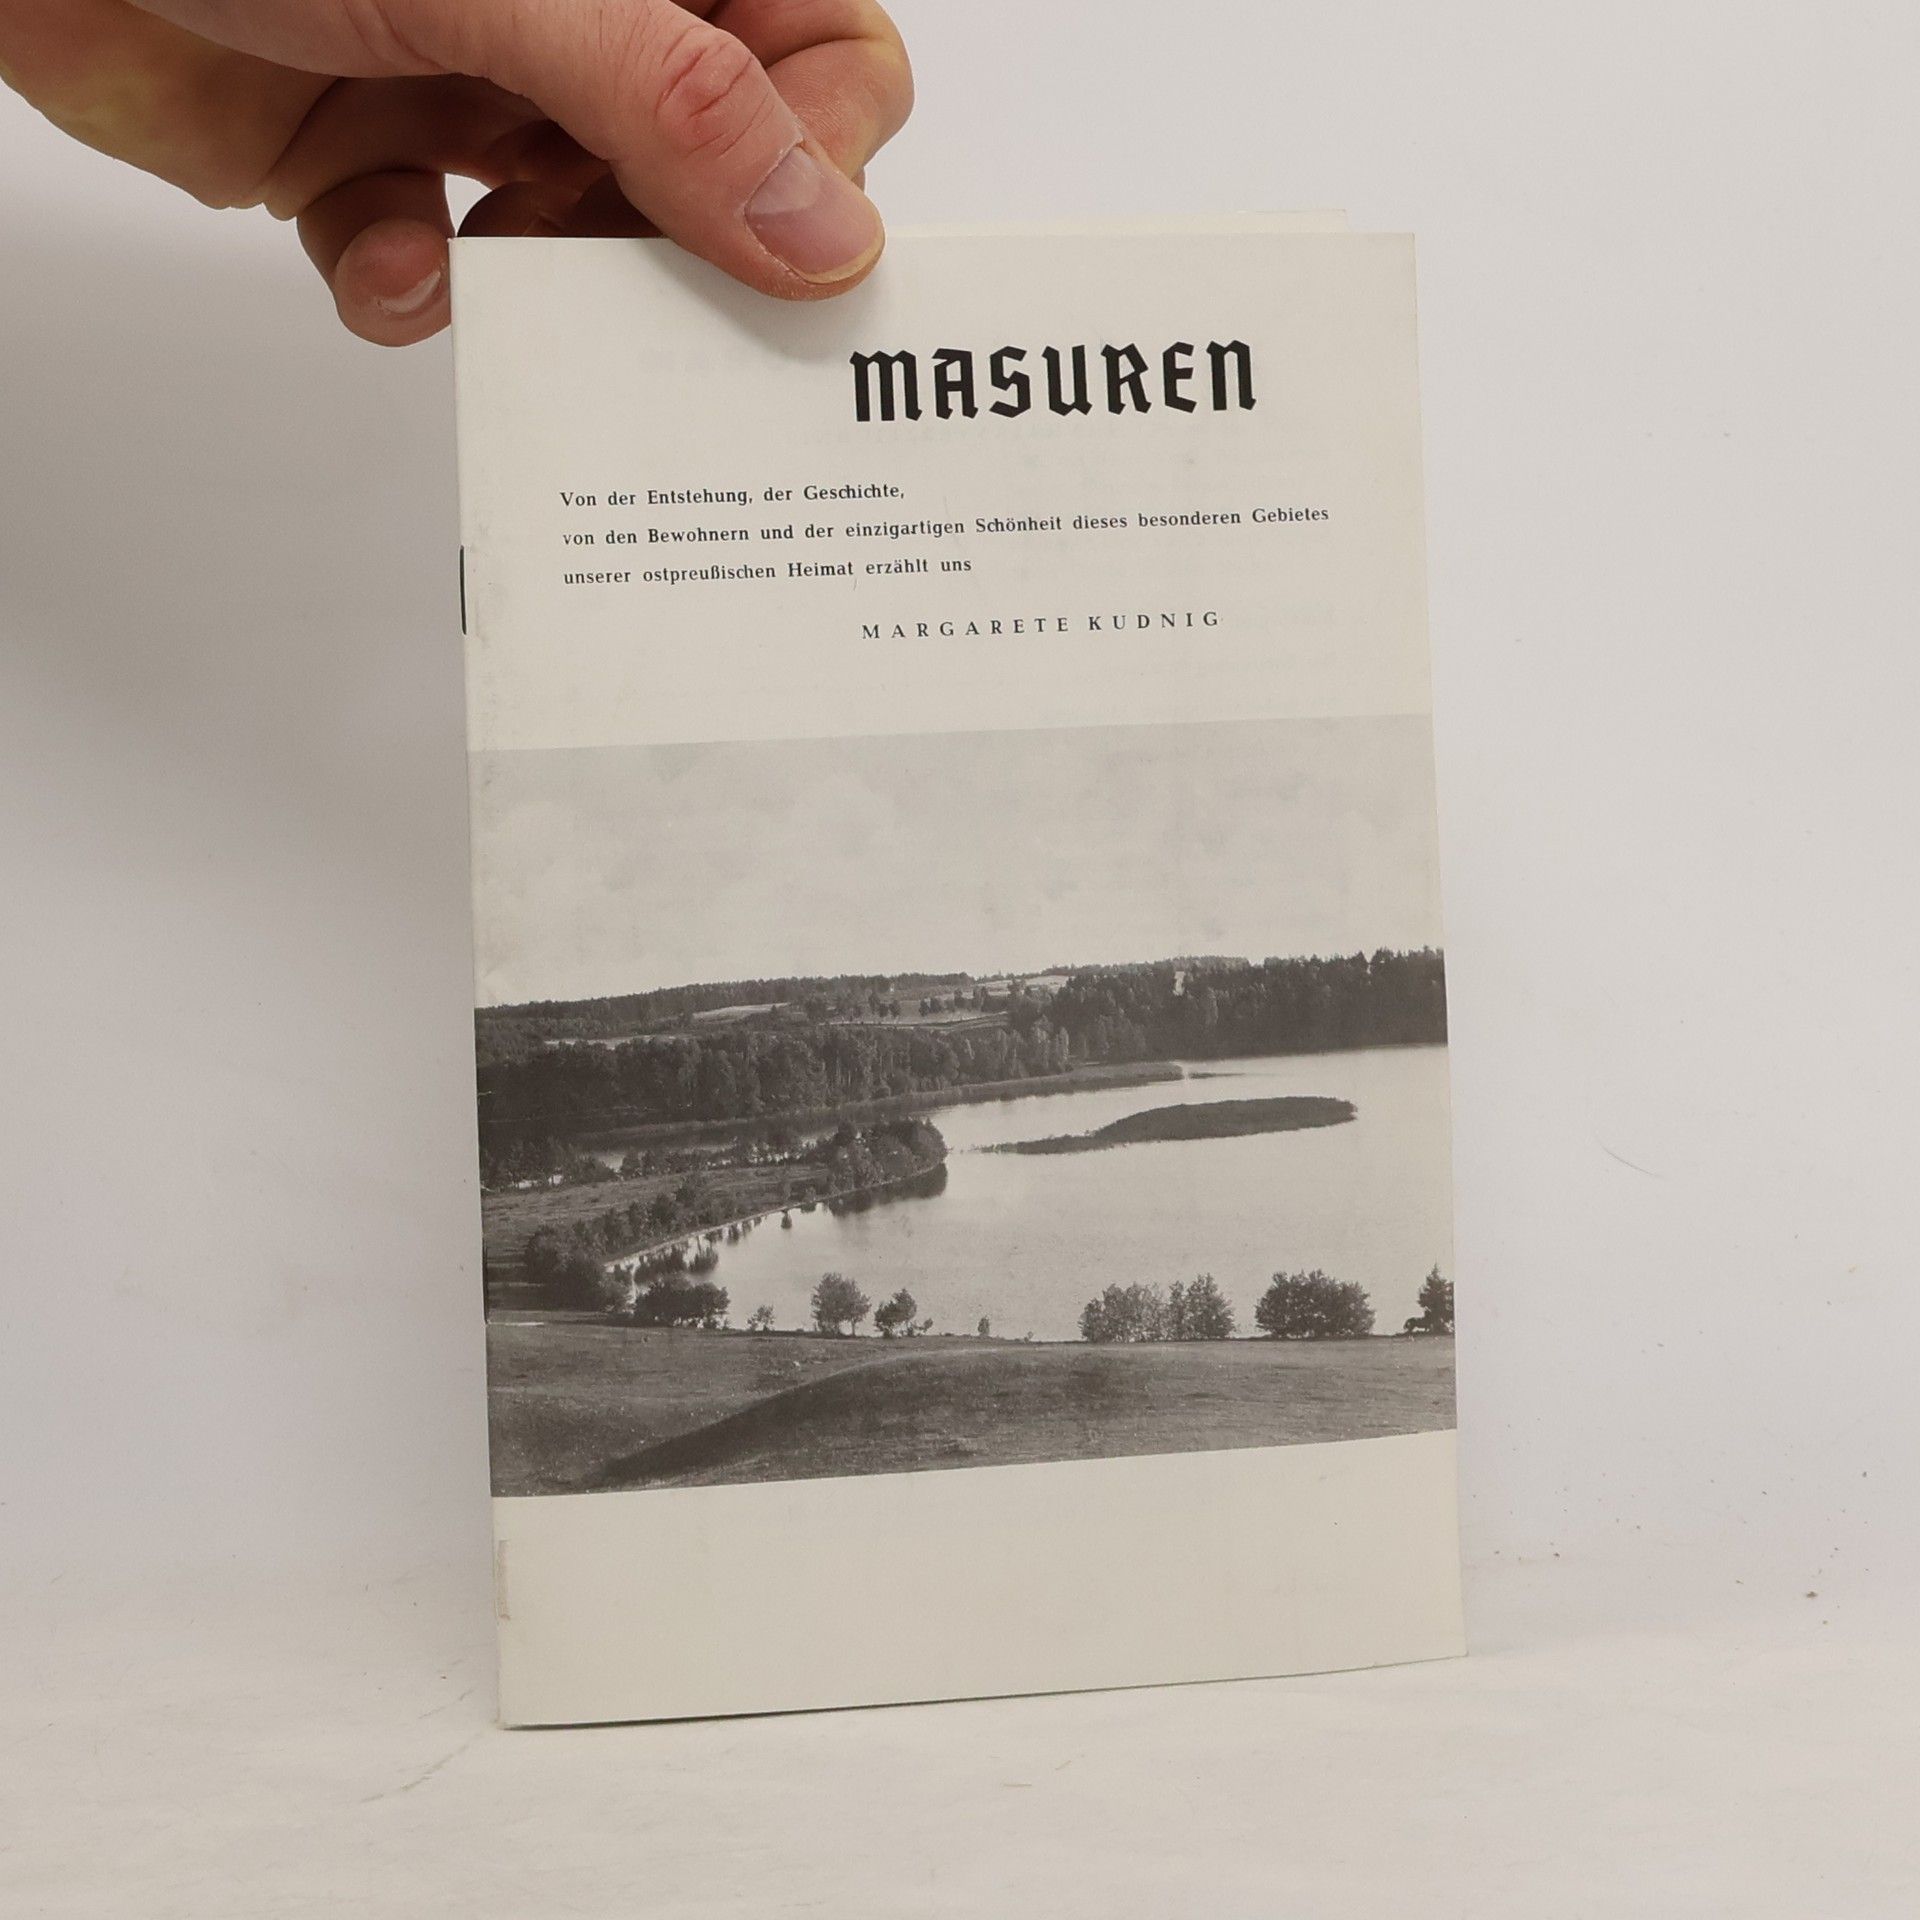 MASUREN
Von der Entstehung, der Geschichte,
von den Bewohnern und der einzigartigen Schönheit dieses besonderen Gebietes
unserer ostpreußischen Heimat erzählt uns
MARGARETE KUDNIG